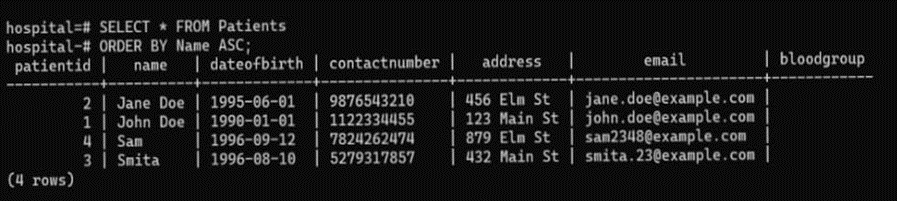 hospital=# SELECT * FROM Patients
hospital-# ORDER BY Name ASC;
patientid | name | dateofbirth | contactnumber | address | email | bloodgroup
-----------+----------+-------------+---------------+-------------+----------------------+------------
2 | Jane Doe | 1995-06-01 | 9876543210 | 456 Elm St | jane.doe@example.com |
1 | John Doe | 1990-01-01 | 1122334455 | 123 Main St | john.doe@example.com |
4 | Sam | 1996-09-12 | 7824262474 | 879 Elm St | sam2348@example.com |
3 | Smita | 1996-08-10 | 5279317857 | 432 Main St | smita.23@example.com |
(4 rows)